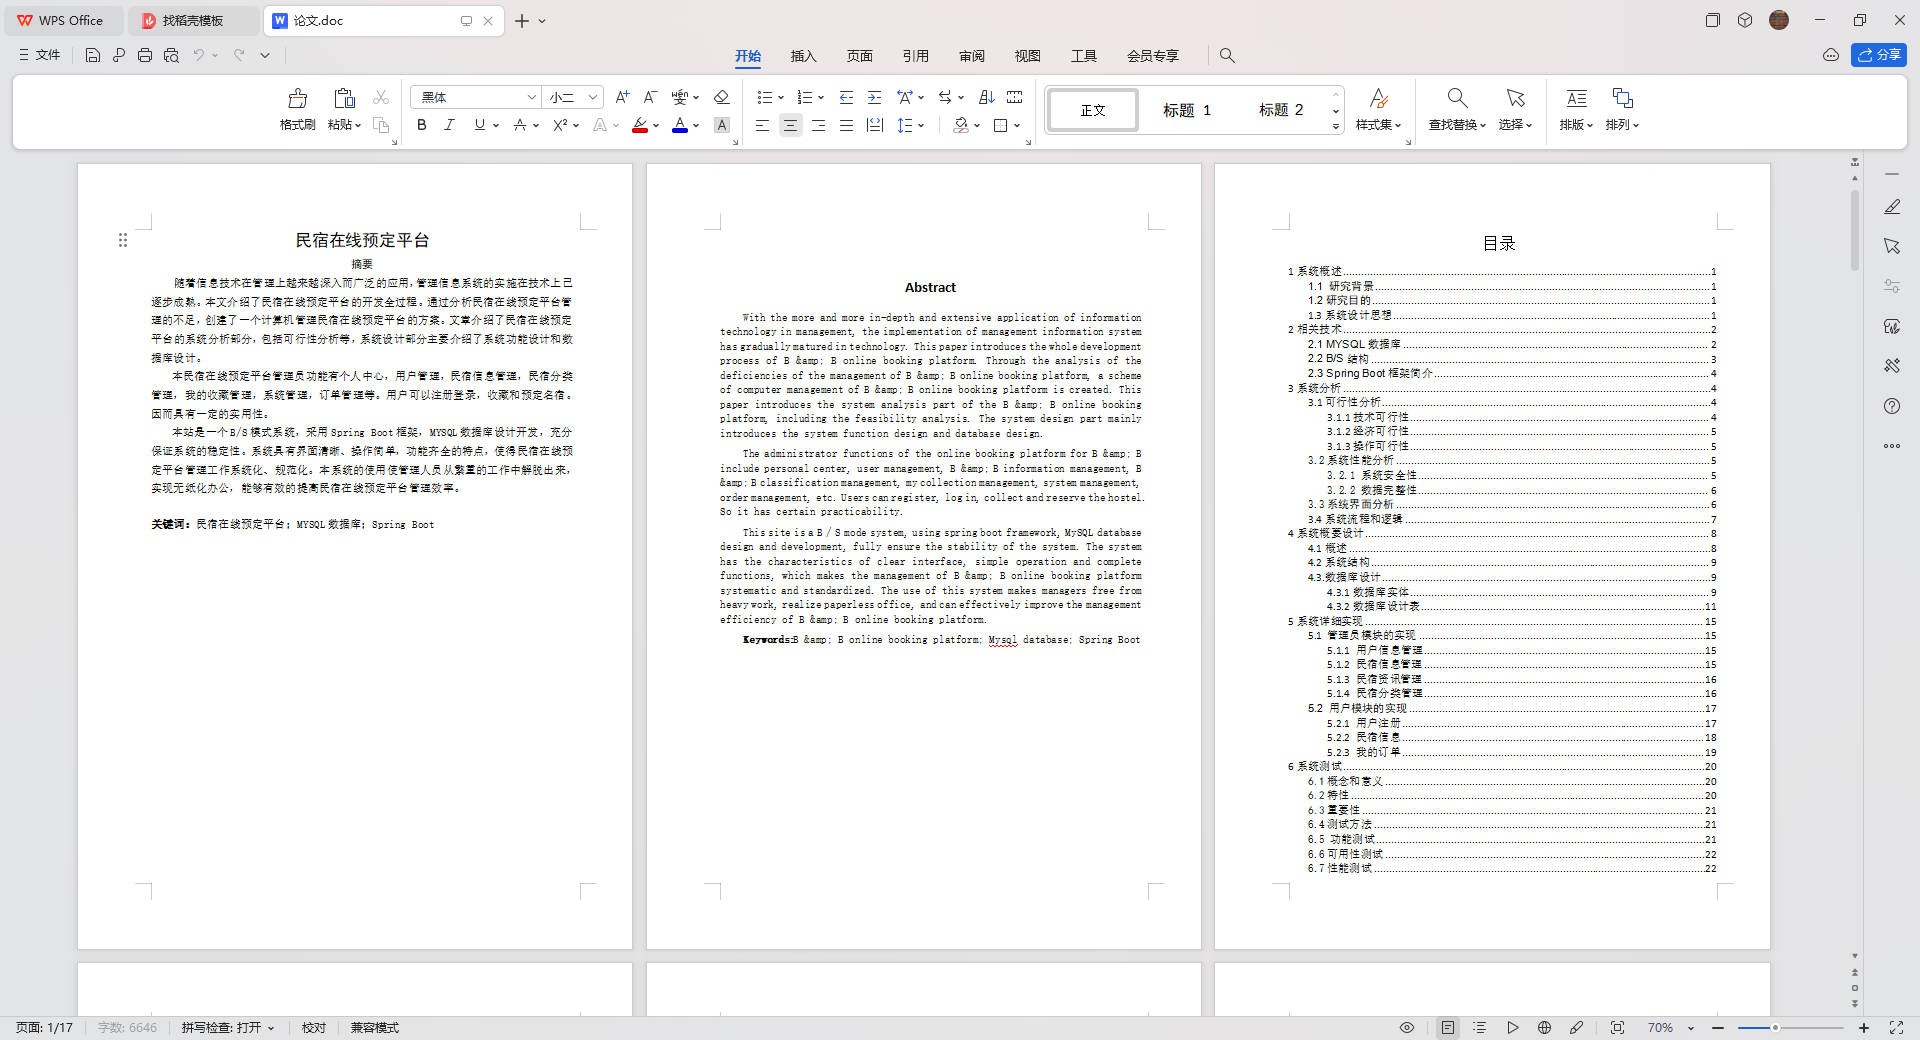 WPS Office
找稻壳模板
论文.doc
文件
开始
插入
页面
引用
审阅
视图
工具
会员专享
分享
格式刷
粘贴
黑体
小二
正文
标题 1
标题 2
样式集
查找替换
选择
排版
排列
民宿在线预定平台
摘要
随着信息技术在管理上越来越深入而广泛的应用,管理信息系统的实施在技术上已
逐步成熟。本文介绍了民宿在线预定平台的开发全过程。通过分析民宿在线预定平台管
理的不足,创建了一个计算机管理民宿在线预定平台的方案。文章介绍了民宿在线预定
平台的系统分析部分,包括可行性分析等,系统设计部分主要介绍了系统功能设计和数
据库设计。
本民宿在线预定平台管理员功能有个人中心,用户管理,民宿信息管理,民宿分类
管理,我的收藏管理,系统管理,订单管理等。用户可以注册登录,收藏和预定名宿。
因而具有一定的实用性。
本站是一个B/S模式系统,采用Spring Boot框架,MYSQL数据库设计开发,充分
保证系统的稳定性。系统具有界面清晰、操作简单,功能齐全的特点,使得民宿在线预
定平台管理工作系统化、规范化。本系统的使用使管理人员从繁重的工作中解脱出来,
实现无纸化办公,能够有效的提高民宿在线预定平台管理效率。
关键词:民宿在线预定平台;MYSQL数据库;Spring Boot
Abstract
With the more and more in-depth and extensive application of information
technology in management, the implementation of management information system
has gradually matured in technology. This paper introduces the whole development
process of B &amp; B online booking platform. Through the analysis of the
deficiencies of the management of B &amp; B online booking platform, a scheme
of computer management of B &amp; B online booking platform is created. This
paper introduces the system analysis part of the B &amp; B online booking
platform, including the feasibility analysis. The system design part mainly
introduces the system function design and database design.
The administrator functions of the online booking platform for B &amp; B
include personal center, user management, B &amp; B information management, B
&amp; B classification management, my collection management, system management,
order management, etc. Users can register, log in, collect and reserve the hostel.
So it has certain practicability.
This site is a B / S mode system, using spring boot framework, MySQL database
design and development, fully ensure the stability of the system. The system
has the characteristics of clear interface, simple operation and complete
functions, which makes the management of B &amp; B online booking platform
systematic and standardized. The use of this system makes managers free from
heavy work, realize paperless office, and can effectively improve the management
efficiency of B &amp; B online booking platform.
Keywords:B &amp; B online booking platform; Mysql database; Spring Boot
目录
1 系统概述 1
1.1 研究背景 1
1.2 研究目的 1
1.3 系统设计思想 1
2 相关技术 2
2.1 MYSQL 数据库 2
2.2 B/S 结构 3
2.3 Spring Boot 框架简介 4
3 系统分析 4
3.1 可行性分析 4
3.1.1 技术可行性 4
3.1.2 经济可行性 5
3.1.3 操作可行性 5
3.2 系统性能分析 5
3.2.1 系统安全性 5
3.2.2 数据完整性 6
3.3 系统界面分析 6
3.4 系统流程和逻辑 7
4 系统概要设计 8
4.1 概述 8
4.2 系统结构 9
4.3.数据库设计 9
4.3.1 数据库实体 9
4.3.2 数据库设计表 11
5 系统详细实现 15
5.1 管理员模块的实现 15
5.1.1 用户信息管理 15
5.1.2 民宿信息管理 15
5.1.3 民宿资讯管理 16
5.1.4 民宿分类管理 16
5.2 用户模块的实现 17
5.2.1 用户注册 17
5.2.2 民宿信息 18
5.2.3 我的订单 19
6 系统测试 20
6.1 概念和意义 20
6.2 特性 20
6.3 重要性 21
6.4 测试方法 21
6.5 功能测试 21
6.6 可用性测试 22
6.7 性能测试 22
页面: 1/17
字数: 6646
拼写检查: 打开
校对
兼容模式
70%